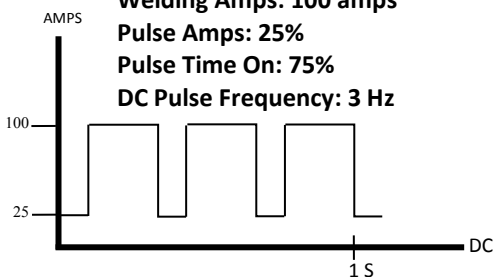 Welding Amps: 100 amps
AMPS
Pulse Amps: 25%
Pulse Time On: 75%
DC Pulse Frequency: 3 Hz
100
25
DC
1 S